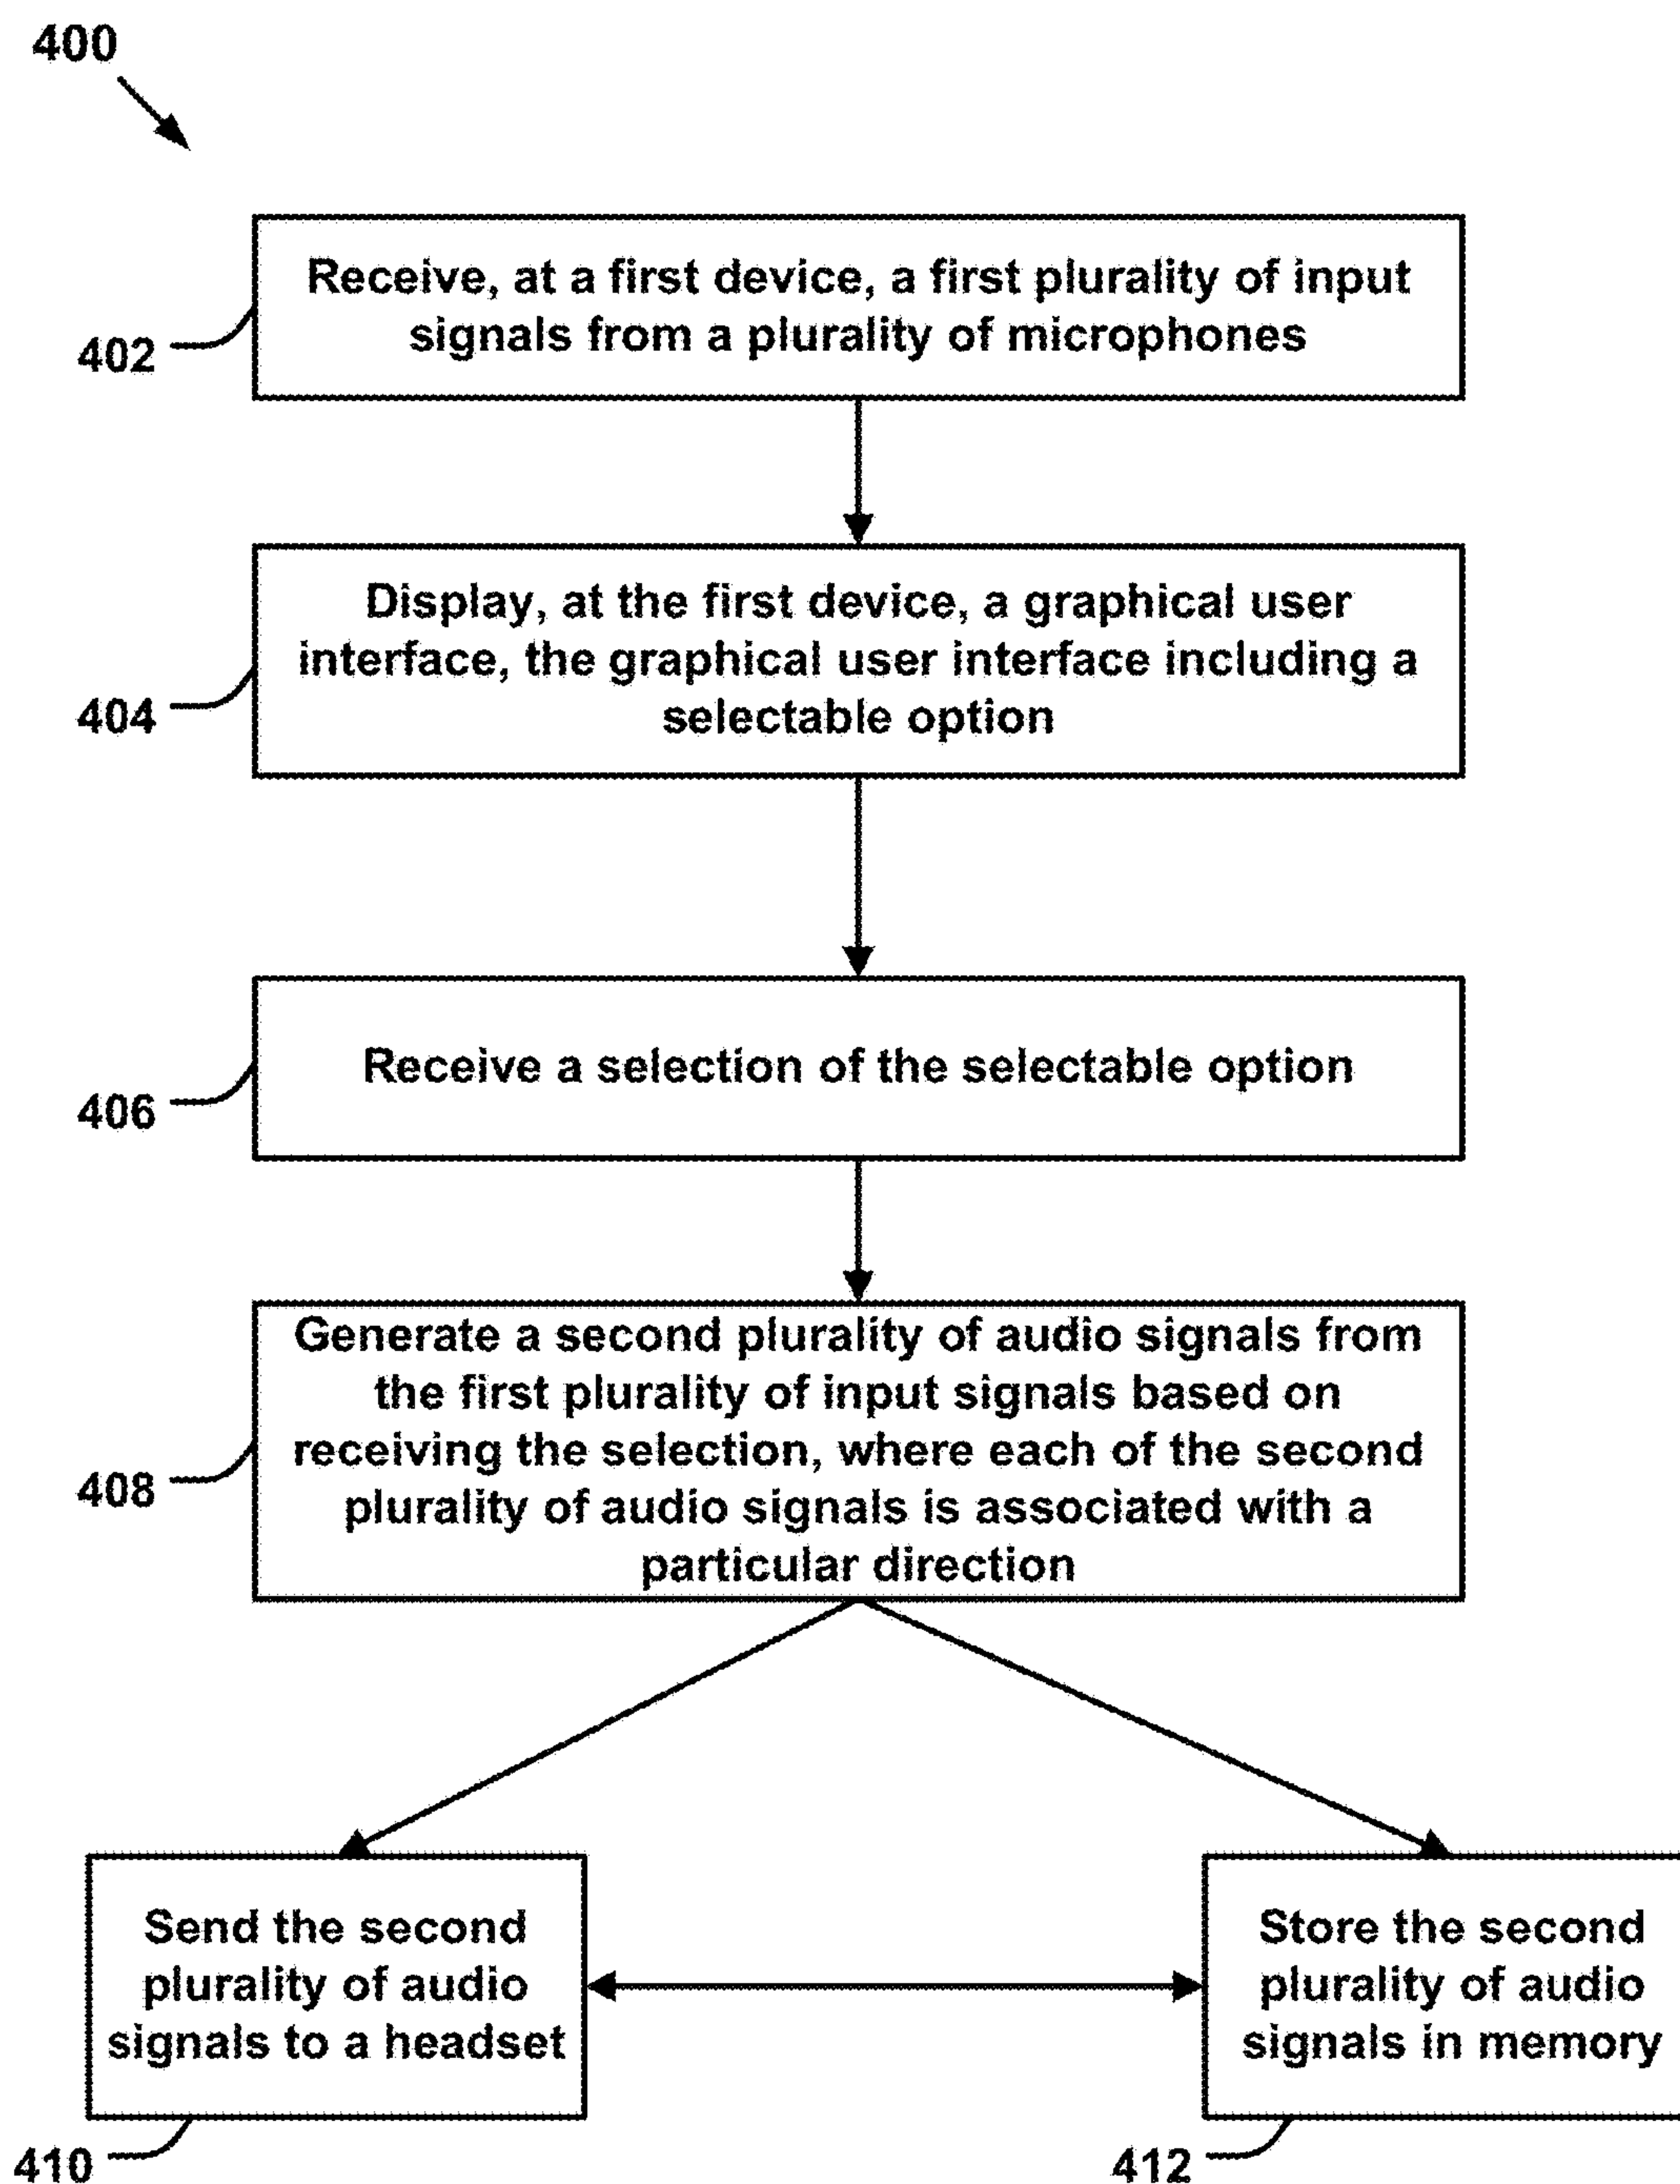 400
Receive, at a first device, a first plurality of input
signals from a plurality of microphones
402
Display, at the first device, a graphical user
interface, the graphical user interface including a
selectable option
404
Receive a selection of the selectable option
406
Generate a second plurality of audio signals from
the first plurality of input signals based on
receiving the selection, where each of the second
plurality of audio signals is associated with a
particular direction
408
Send the second
plurality of audio
signals to a headset
410
Store the second
plurality of audio
signals in memory
412